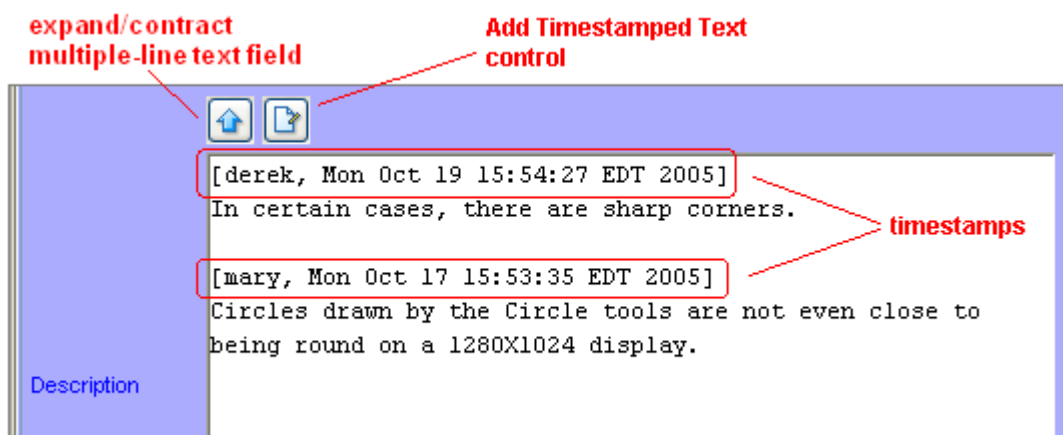 expand/contract
multiple-line text field
Add Timestamped Text
control
[derek, Mon Oct 19 15:54:27 EDT 2005]
In certain cases, there are sharp corners.
timestamps
[mary, Mon Oct 17 15:53:35 EDT 2005]
Circles drawn by the Circle tools are not even close to
being round on a 1280X1024 display.
Description